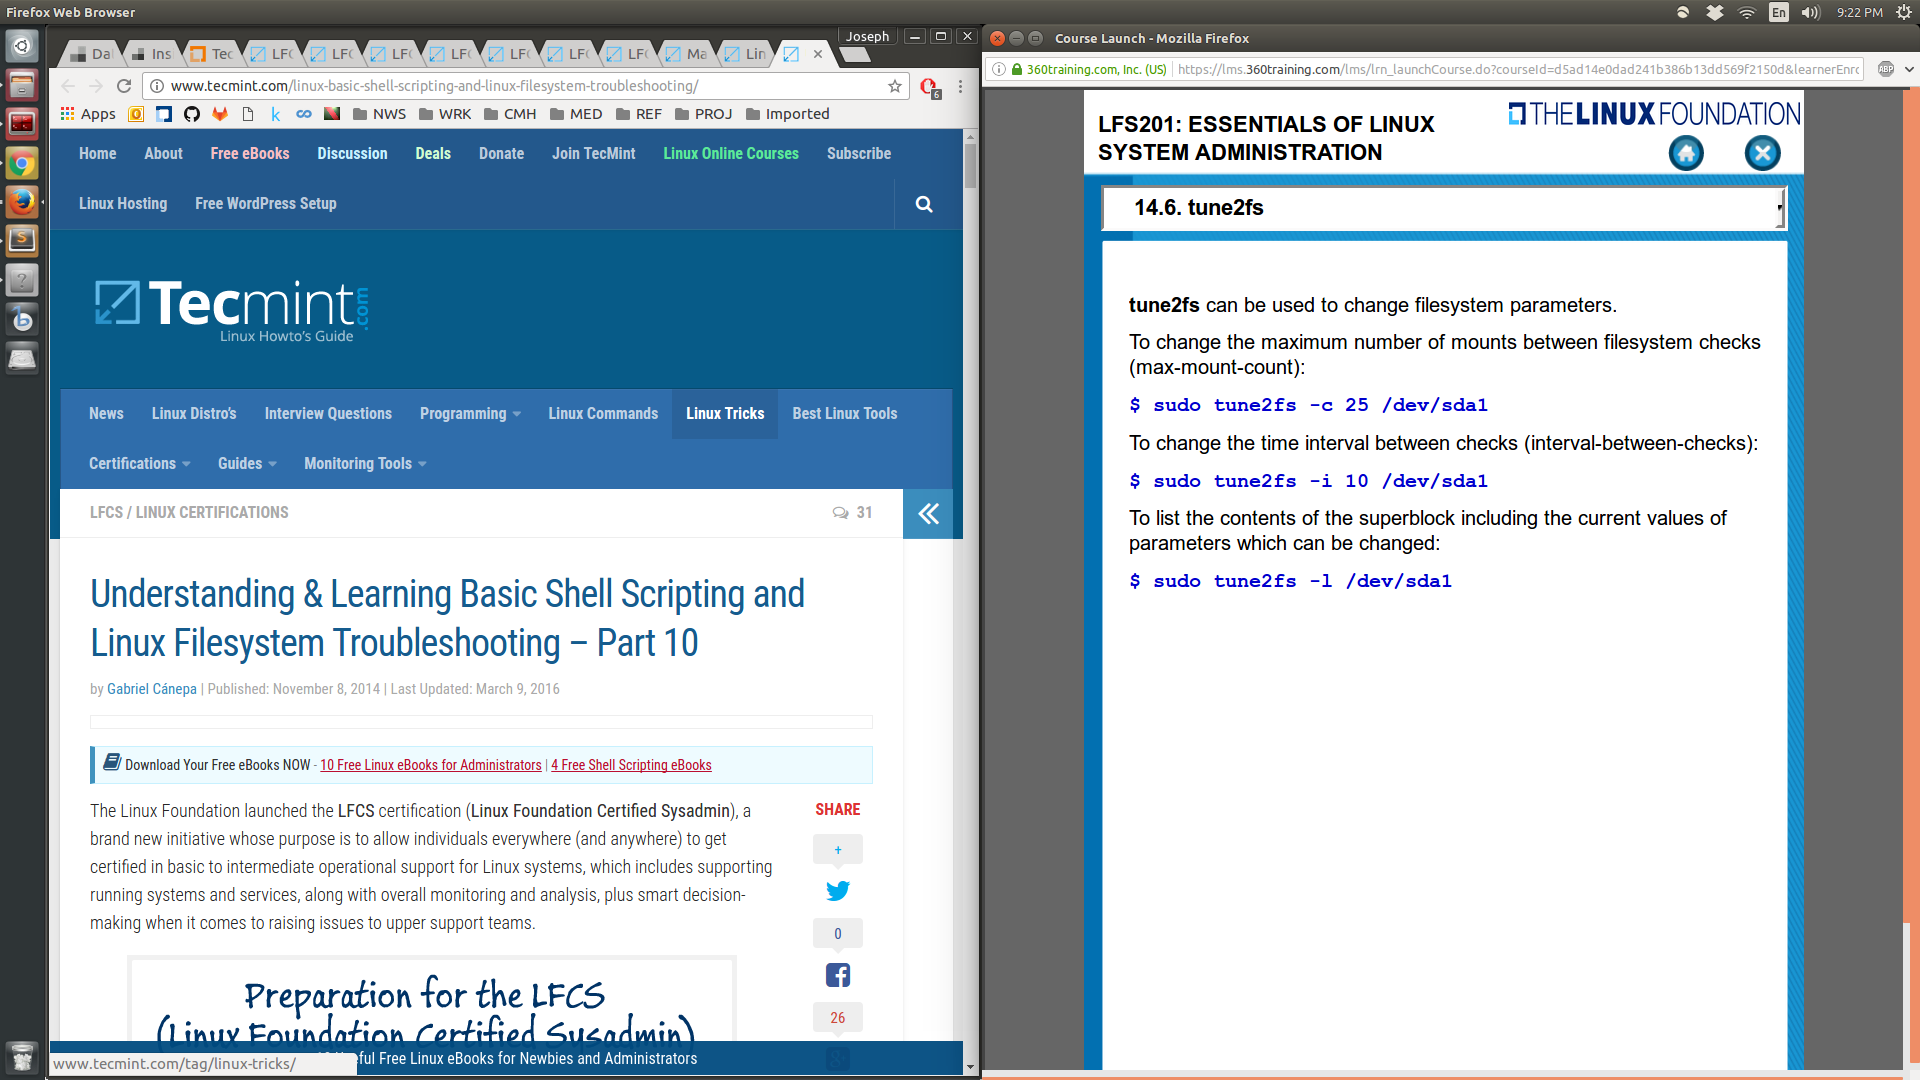 Firefox Web Browser
En
9:22 PM
Joseph
Da
Ins
Tec
LFC
LFC
LFC
LFC
LFC
LFC
LFC
Ma
Lin
www.tecmint.com/linux-basic-shell-scripting-and-linux-filesystem-troubleshooting/
6
Apps
NWS
WRK
CMH
MED
REF
PROJ
Imported
Home
About
Free eBooks
Discussion
Deals
Donate
Join TecMint
Linux Online Courses
Subscribe
Linux Hosting
Free WordPress Setup
Tecmint.com
Linux Howto's Guide
News
Linux Distro's
Interview Questions
Programming
Linux Commands
Linux Tricks
Best Linux Tools
Certifications
Guides
Monitoring Tools
LFCS / LINUX CERTIFICATIONS
31
Understanding & Learning Basic Shell Scripting and
Linux Filesystem Troubleshooting – Part 10
by Gabriel Cánepa | Published: November 8, 2014 | Last Updated: March 9, 2016
Download Your Free eBooks NOW - 10 Free Linux eBooks for Administrators | 4 Free Shell Scripting eBooks
The Linux Foundation launched the LFCS certification (Linux Foundation Certified Sysadmin), a
brand new initiative whose purpose is to allow individuals everywhere (and anywhere) to get
certified in basic to intermediate operational support for Linux systems, which includes supporting
running systems and services, along with overall monitoring and analysis, plus smart decision-
making when it comes to raising issues to upper support teams.
SHARE
+
0
26
Preparation for the LFCS
(Linux Foundation Certified Sysadmin)
ful Free Linux eBooks for Newbies and Administrators
www.tecmint.com/tag/linux-tricks/
Course Launch - Mozilla Firefox
360training.com, Inc. (US)
https://lms.360training.com/lms/lrn_launchCourse.do?courseId=d5ad14e0dad241b386b13dd569f2150d&learnerEnro
ABP
LFS201: ESSENTIALS OF LINUX
SYSTEM ADMINISTRATION
THE LINUX FOUNDATION
14.6. tune2fs
tune2fs can be used to change filesystem parameters.
To change the maximum number of mounts between filesystem checks
(max-mount-count):
$ sudo tune2fs -c 25 /dev/sda1
To change the time interval between checks (interval-between-checks):
$ sudo tune2fs -i 10 /dev/sda1
To list the contents of the superblock including the current values of
parameters which can be changed:
$ sudo tune2fs -l /dev/sda1